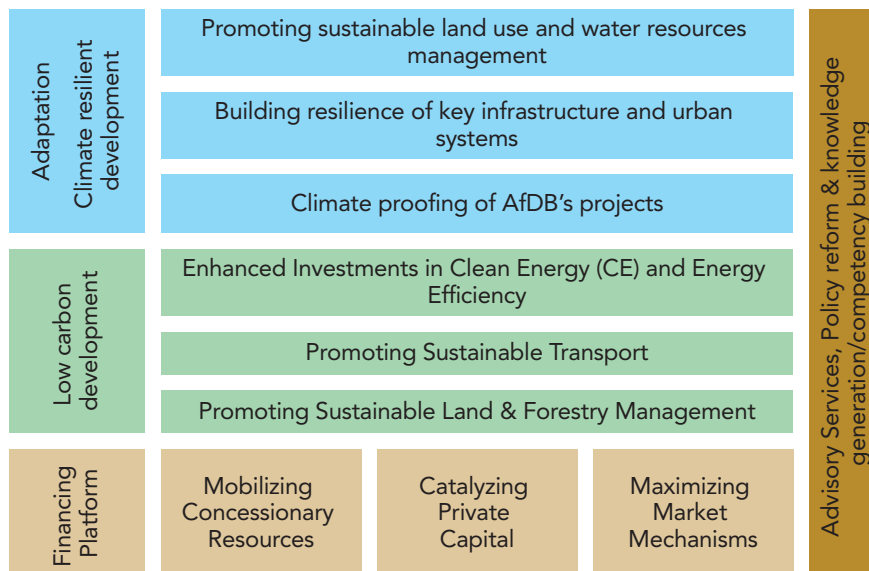 Adaptation
Climate resilient
development
Promoting sustainable land use and water resources
management
Building resilience of key infrastructure and urban
systems
Climate proofing of AfDB's projects
Low carbon
development
Enhanced Investments in Clean Energy (CE) and Energy
Efficiency
Promoting Sustainable Transport
Promoting Sustainable Land & Forestry Management
Financing
Platform
Mobilizing
Concessionary
Resources
Catalyzing
Private
Capital
Maximizing
Market
Mechanisms
Advisory Services, Policy reform & knowledge
generation/competency building